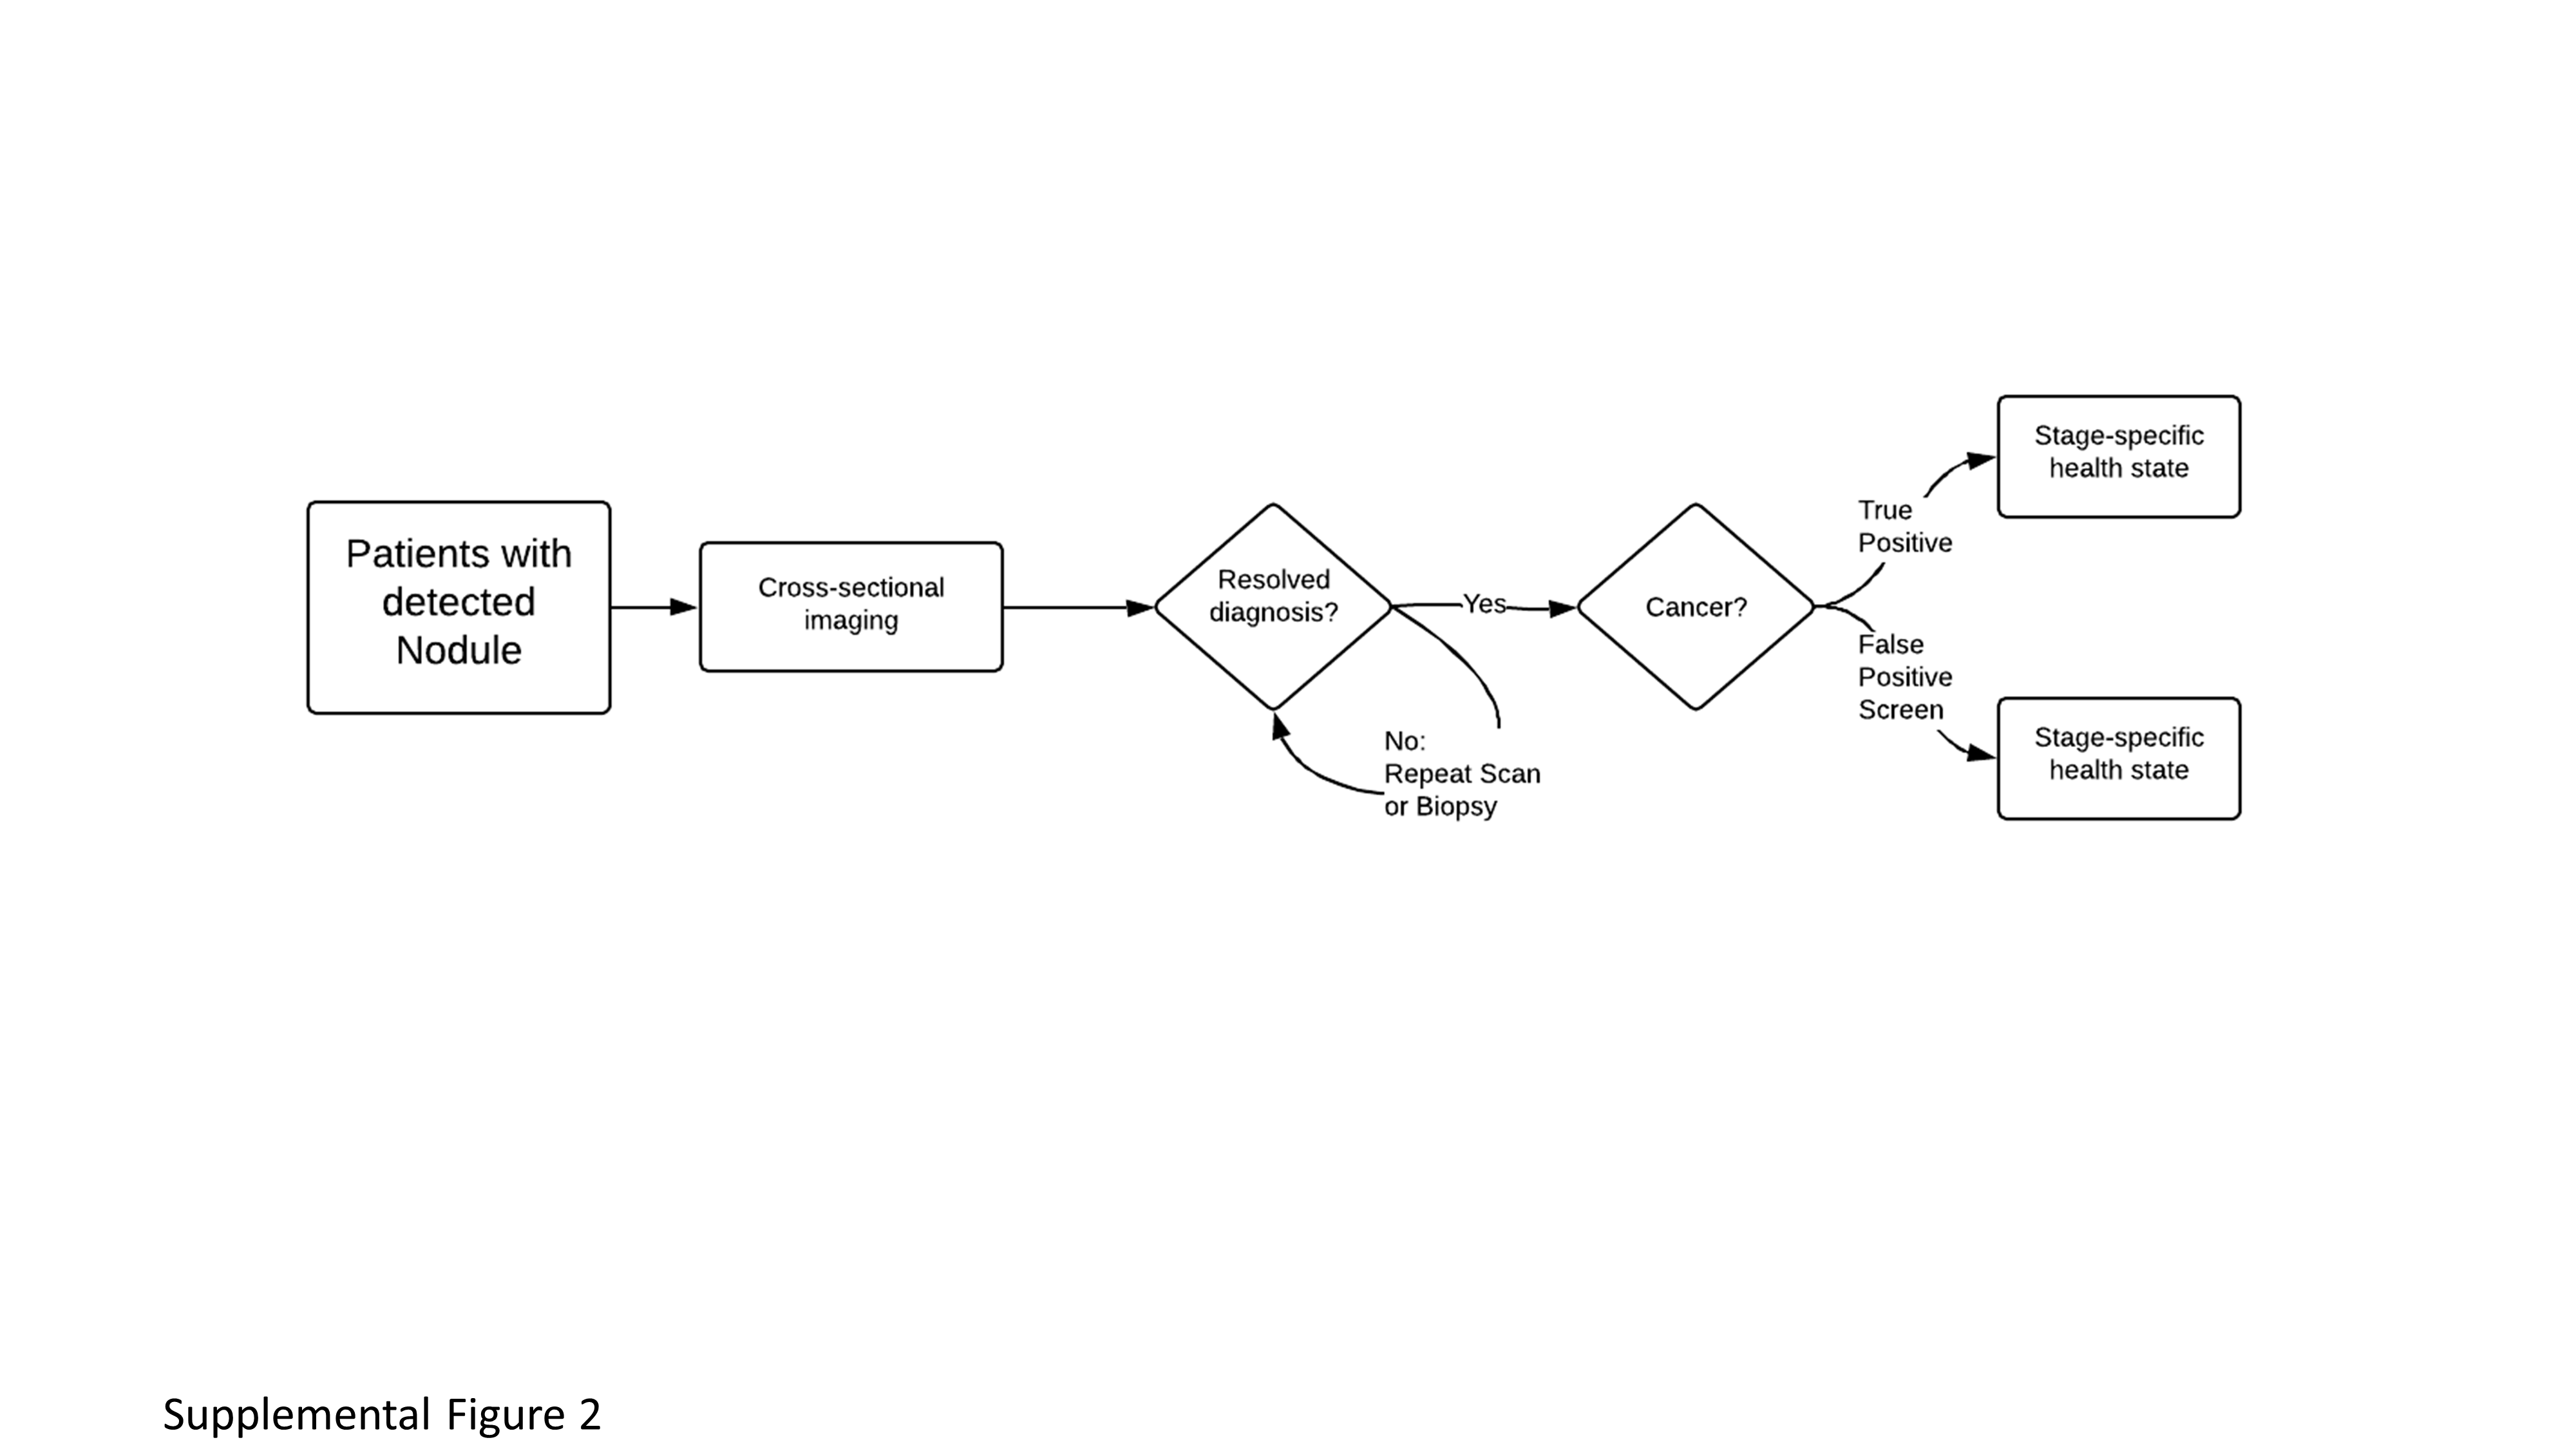 Patients with
detected
Nodule
Cross-sectional
imaging
Resolved
diagnosis?
Yes
No:
Repeat Scan
or Biopsy
Cancer?
True
Positive
False
Positive
Screen
Stage-specific
health state
Stage-specific
health state
Supplemental Figure 2